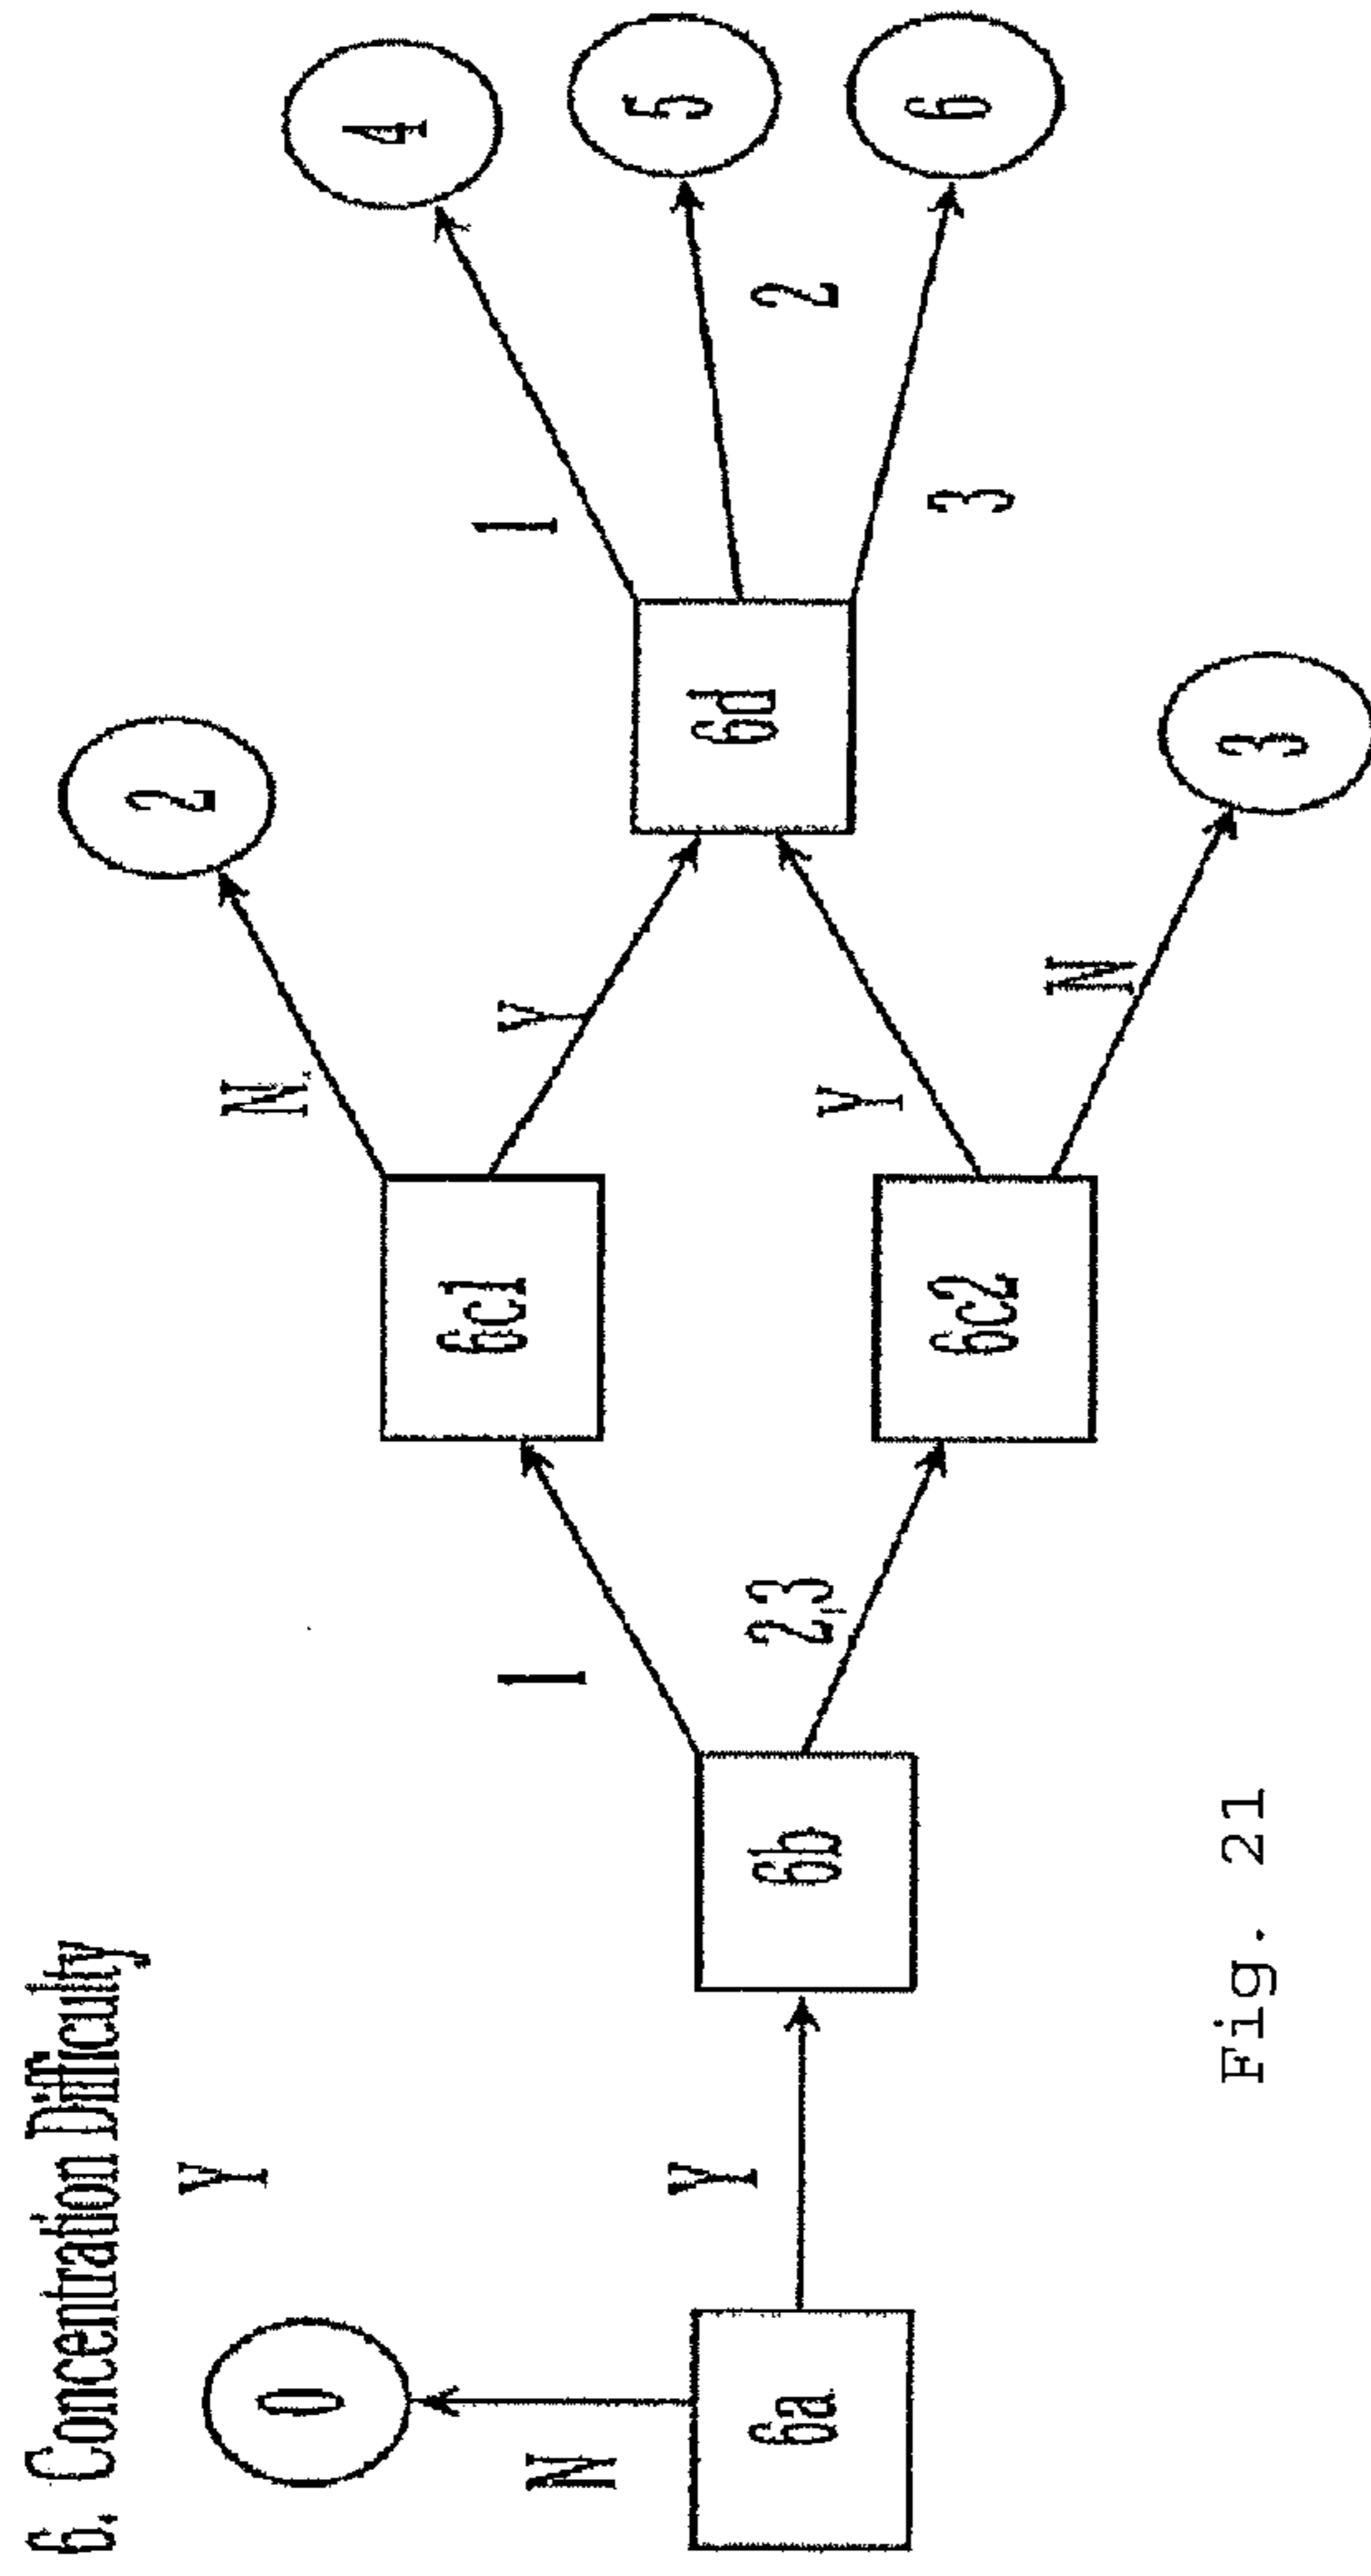 6. Concentration Difficulty
Y
0
N
6a
Y
6b
1
2,3
6c1
6c2
N
Y
Y
N
2
3
6d
1
2
3
4
5
6
Fig. 21